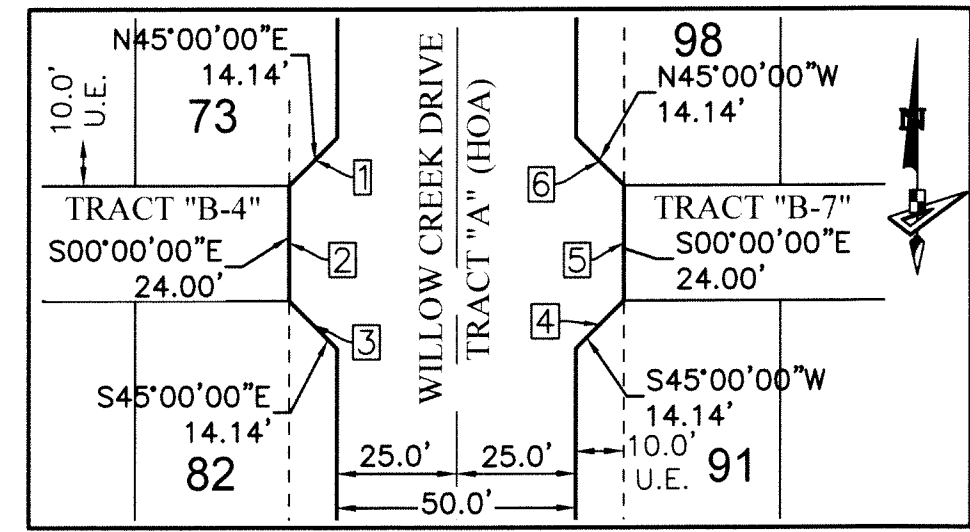 N45°00'00"E
14.14'
73
10.0'
U.E.
1
TRACT "B-4"
S00°00'00"E
24.00'
2
3
S45°00'00"E
14.14'
82
WILLOW CREEK DRIVE
TRACT "A" (HOA)
25.0'
25.0'
50.0'
98
N45°00'00"W
14.14'
6
TRACT "B-7"
S00°00'00"E
24.00'
5
4
S45°00'00"W
14.14'
10.0'
U.E.
91
N